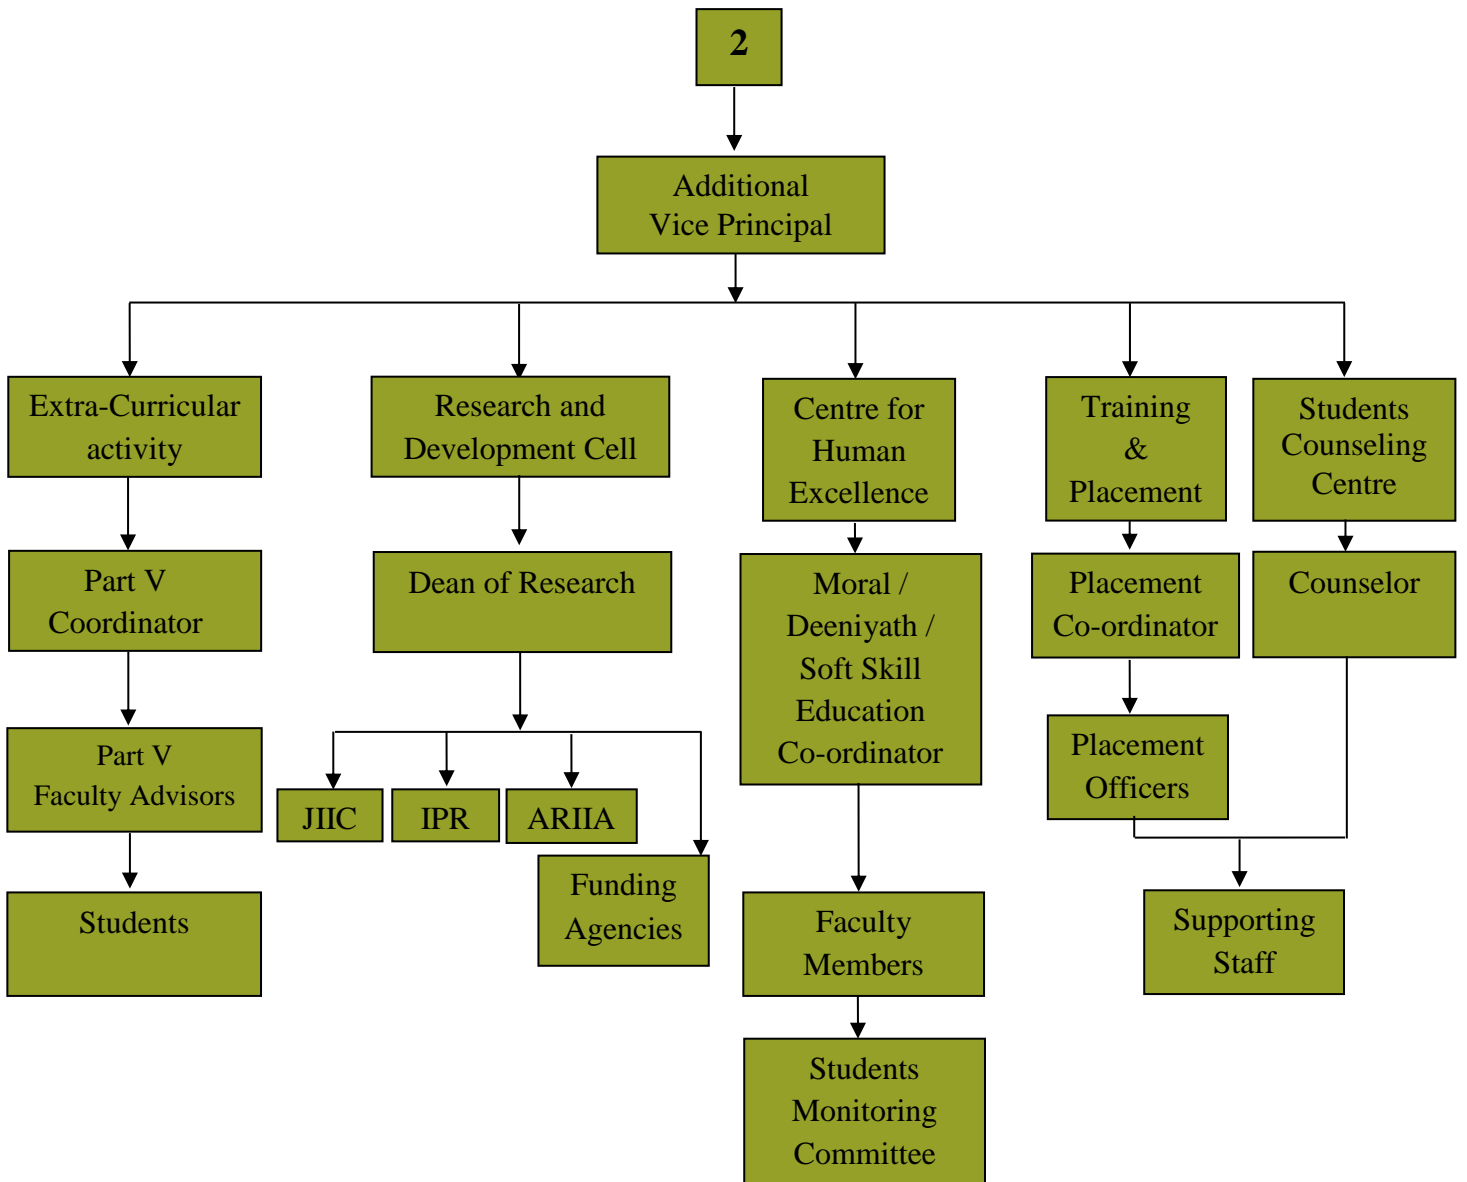 2
Additional
Vice Principal
Extra-Curricular
activity
Research and
Development Cell
Centre for
Human
Excellence
Training
&
Placement
Students
Counseling
Centre
Part V
Coordinator
Dean of Research
Moral /
Deeniyath /
Soft Skill
Education
Co-ordinator
Placement
Co-ordinator
Counselor
Part V
Faculty Advisors
JIIC
IPR
ARIIA
Funding
Agencies
Placement
Officers
Students
Faculty
Members
Supporting
Staff
Students
Monitoring
Committee